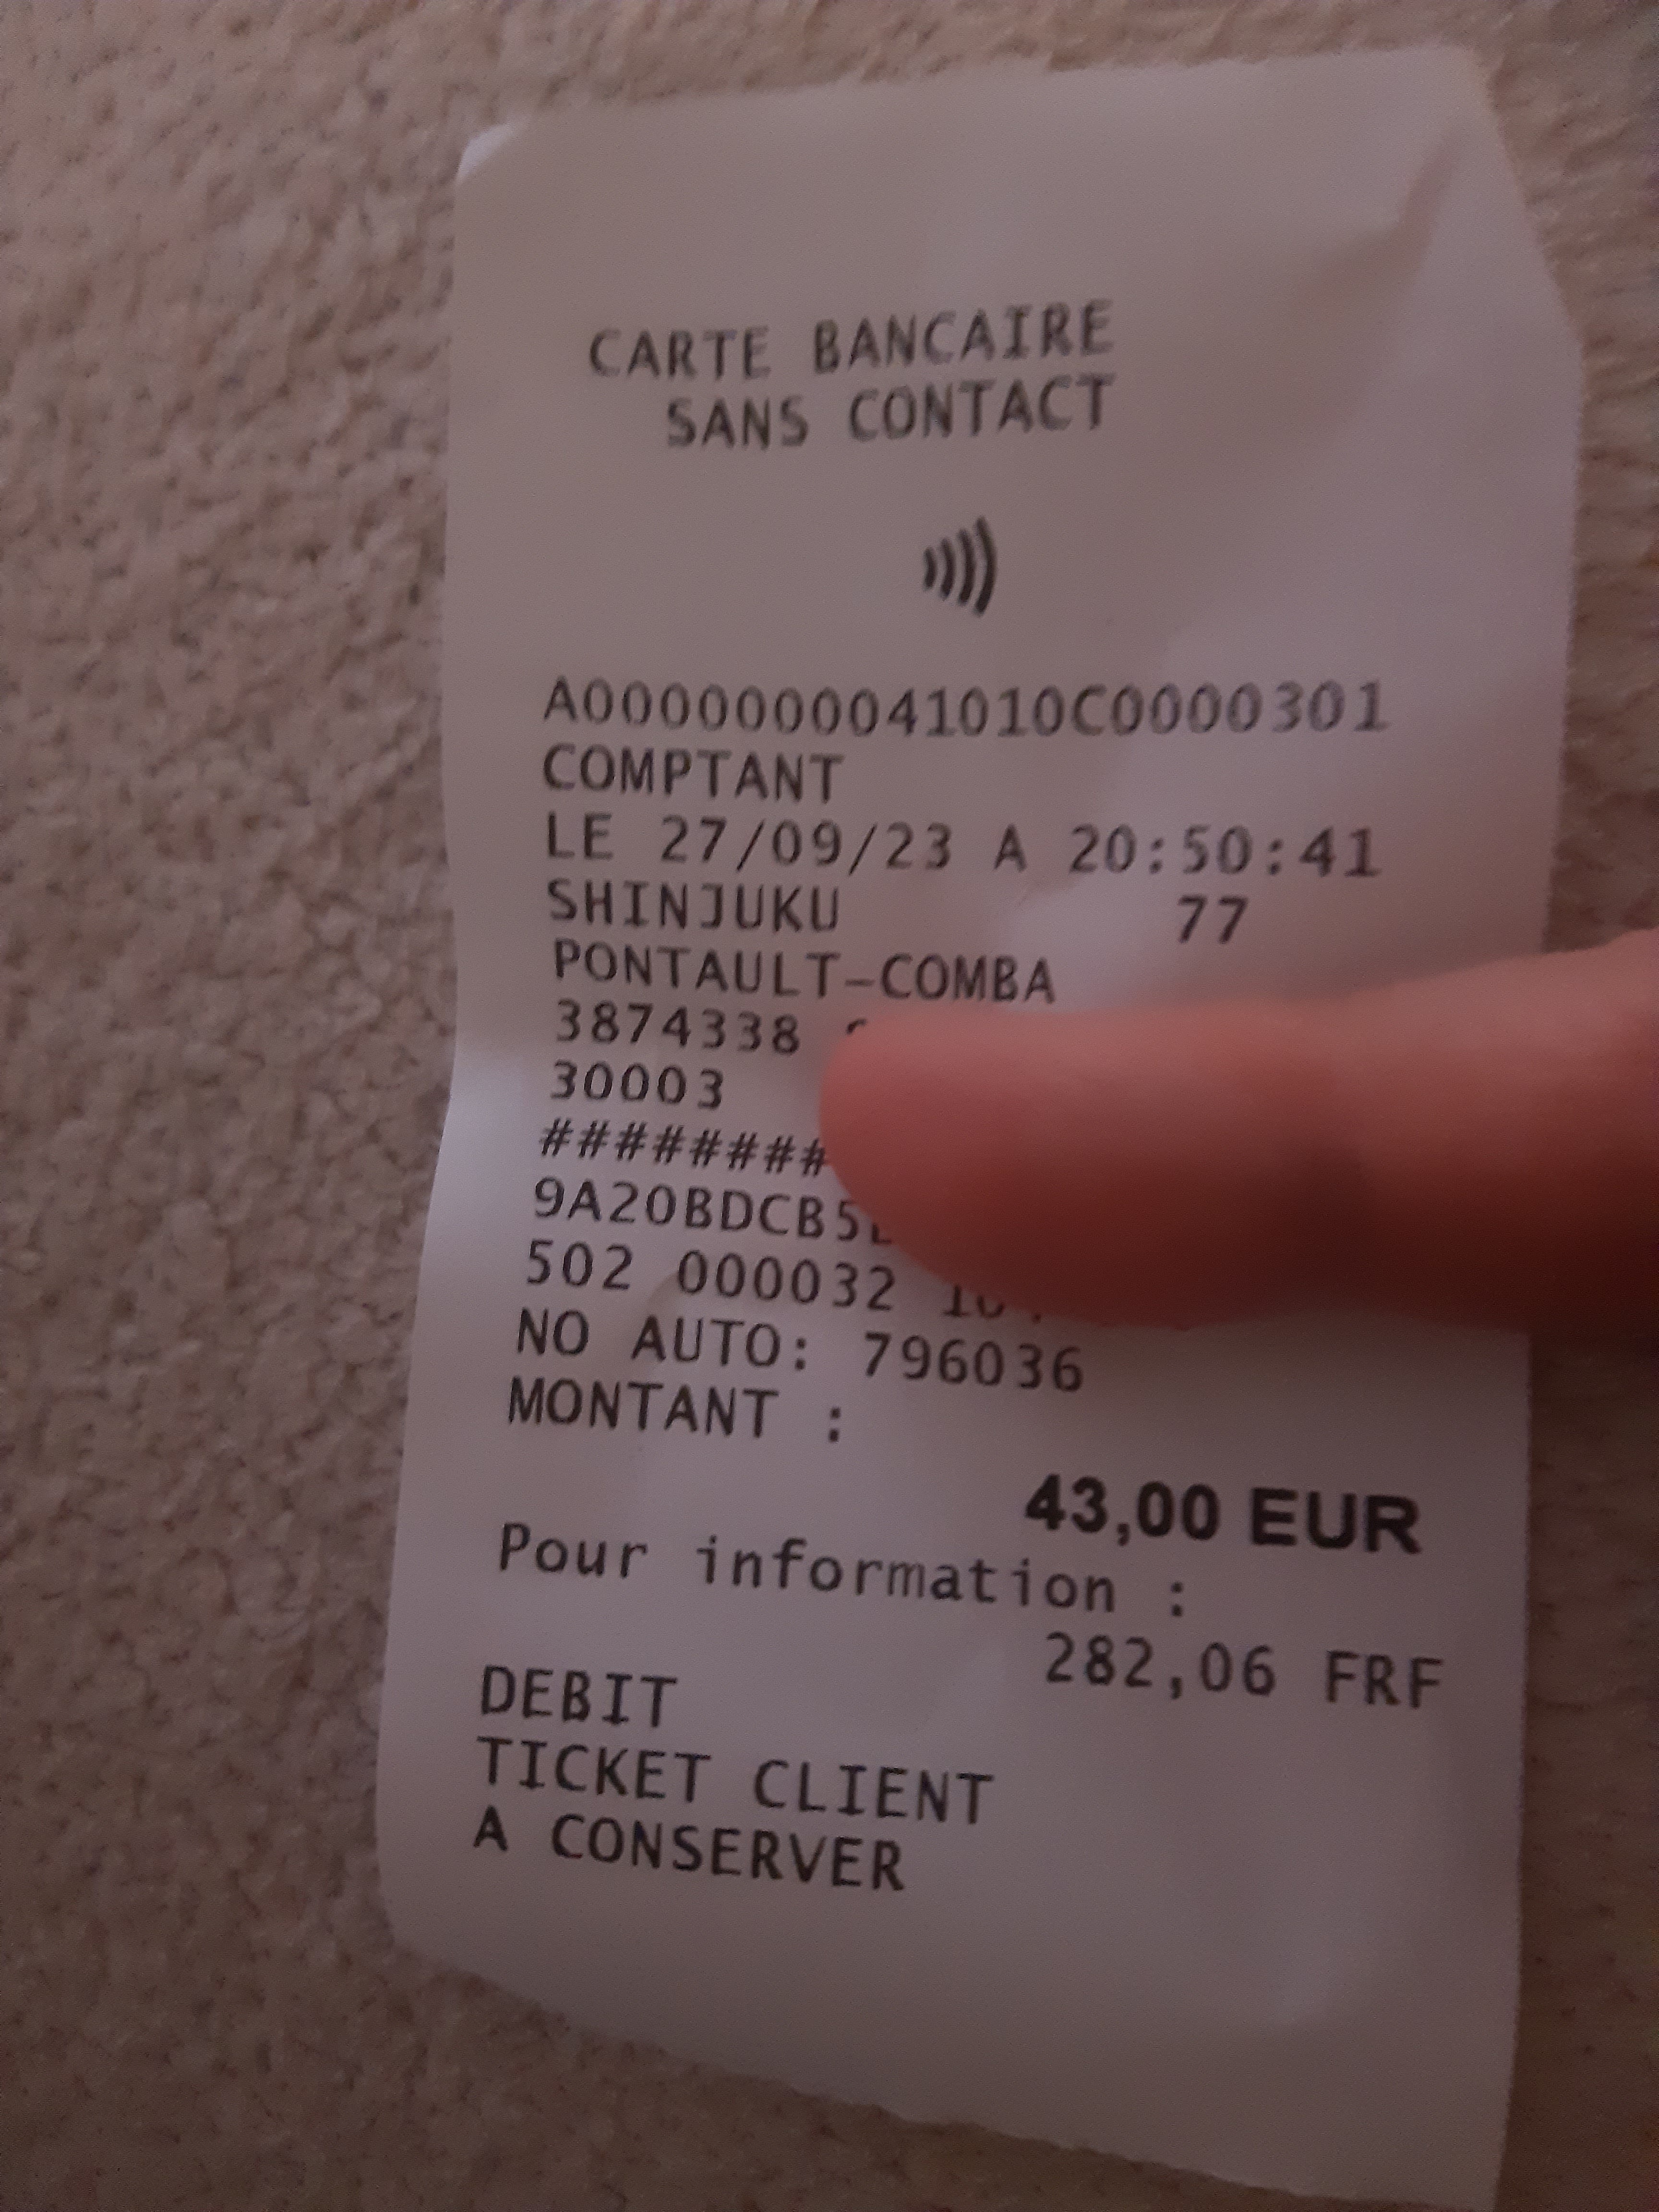 CARTE BANCAIRE
SANS CONTACT
A0000000041010C0000301
COMPTANT
LE 27/09/23 A 20:50:41
SHINJUKU 77
PONTAULT-COMBA
3874338
30003
########
502 000032
NO AUTO: 796036
MONTANT :
43,00 EUR
Pour information :
282,06 FRF
DEBIT
TICKET CLIENT
A CONSERVER